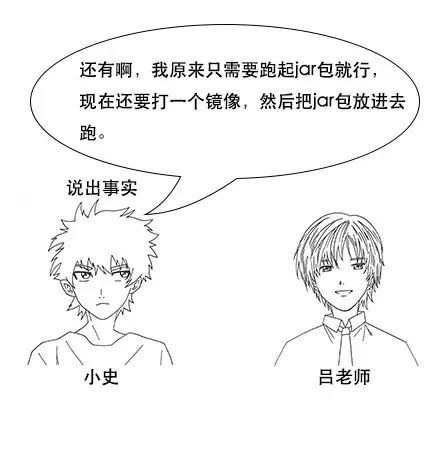 还有啊，我原来只需要跑起jar包就行，
现在还要打一个镜像，然后把jar包放进去
跑。
说出事实
小史
吕老师